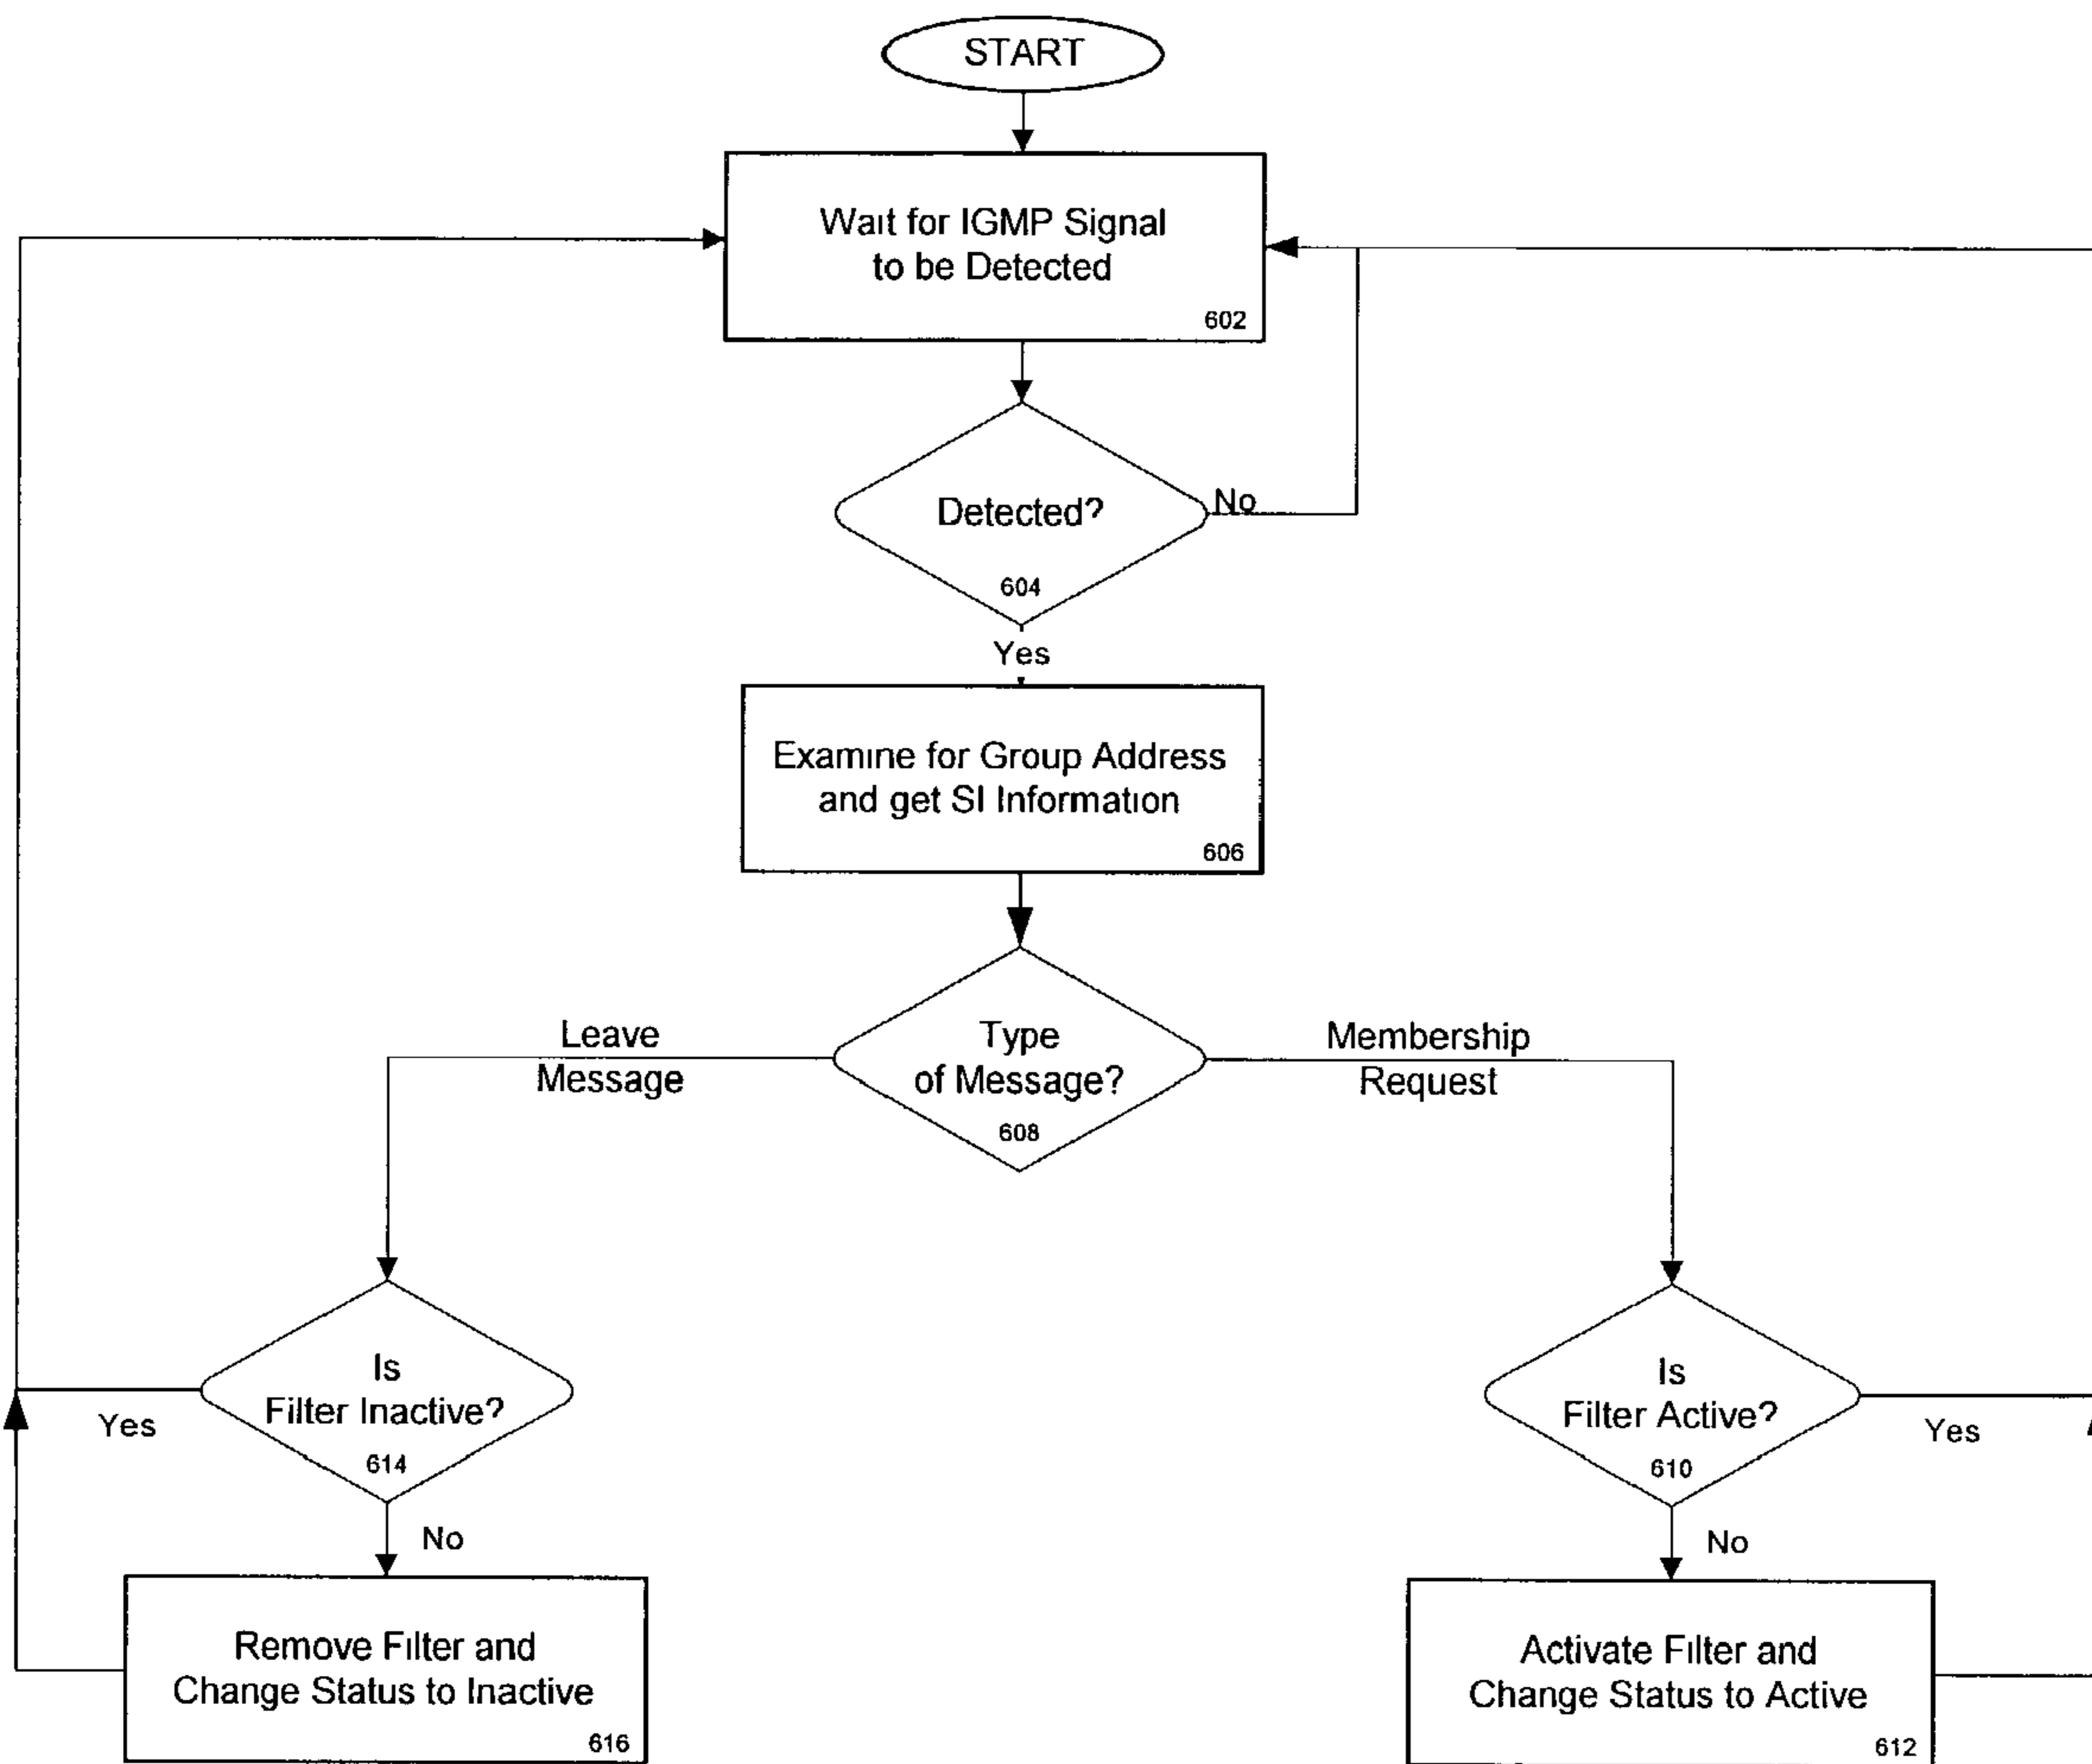 START
Wait for IGMP Signal
to be Detected
602
Detected?
No
604
Yes
Examine for Group Address
and get SI Information
606
Type
of Message?
608
Leave
Message
Membership
Request
Is
Filter Inactive?
614
Yes
No
Is
Filter Active?
610
Yes
No
Remove Filter and
Change Status to Inactive
616
Activate Filter and
Change Status to Active
612